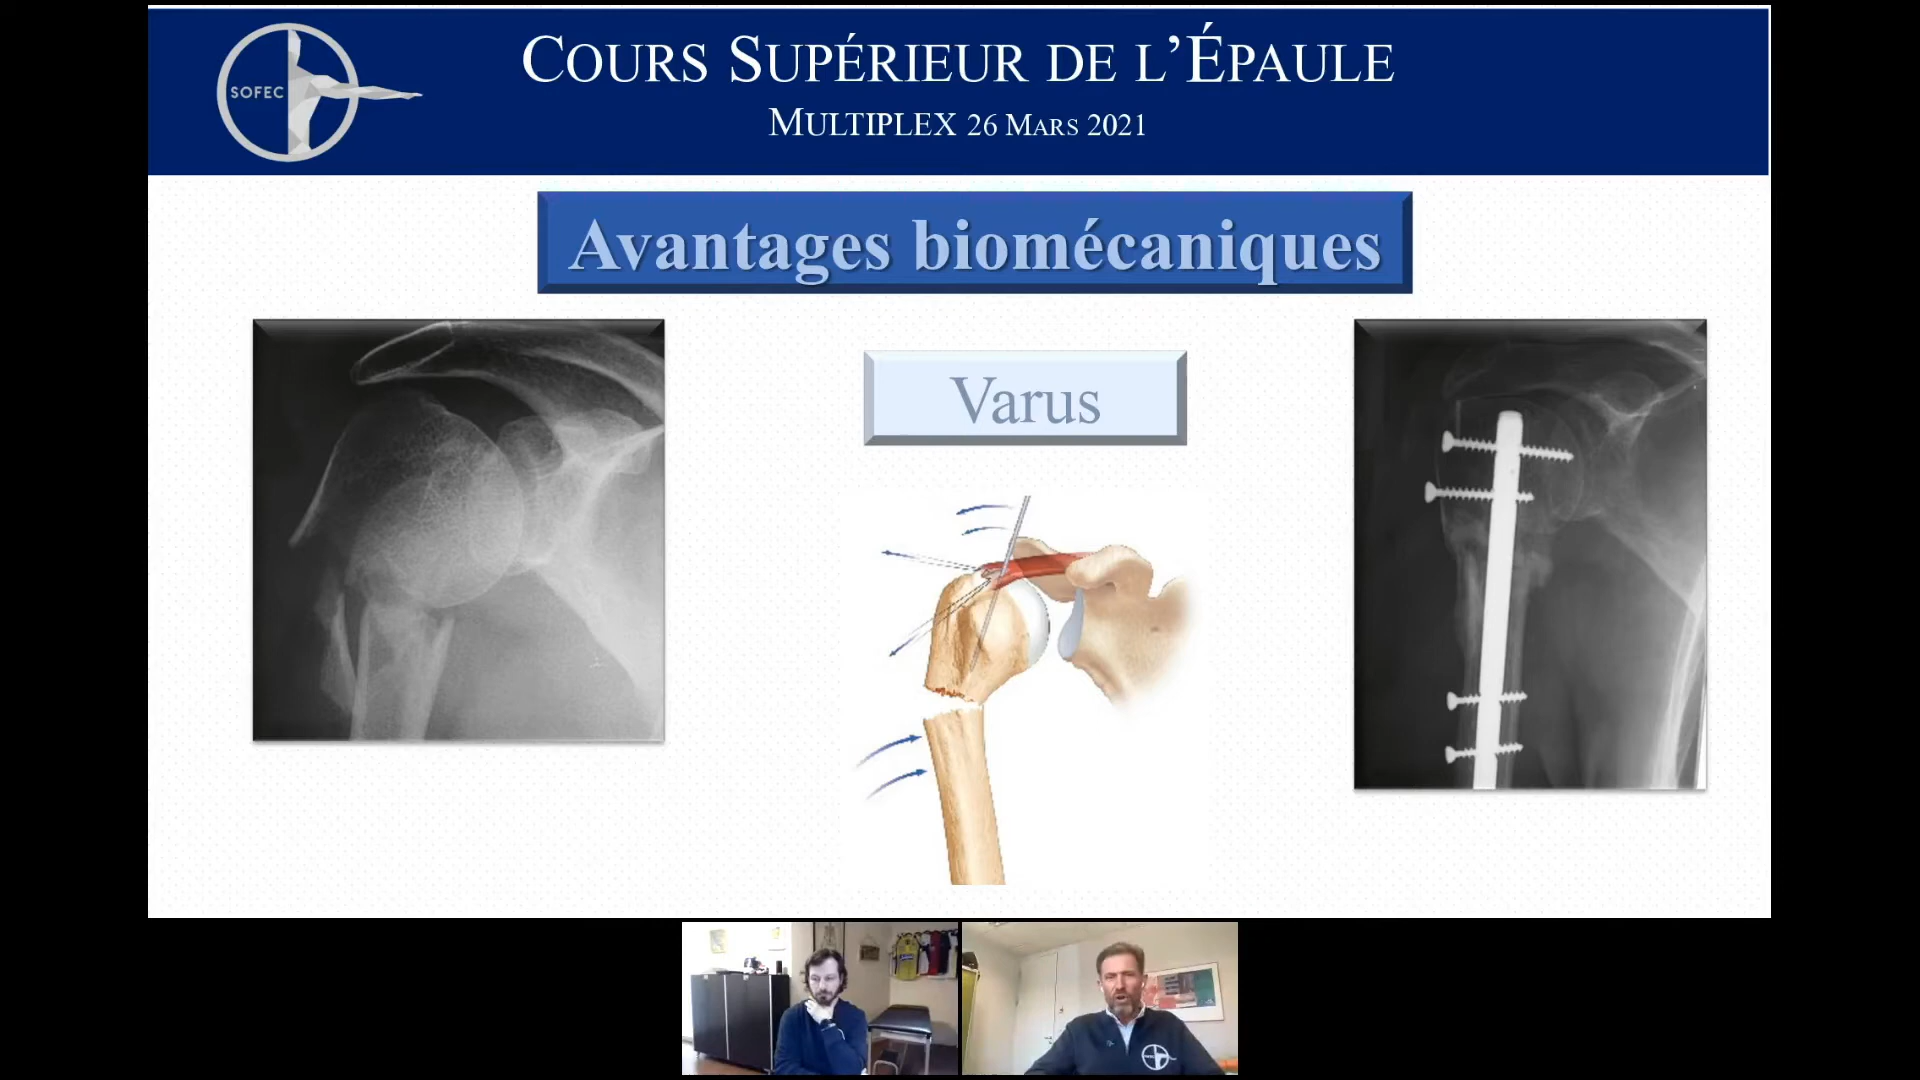 SOFEC
COURS SUPÉRIEUR DE L'ÉPAULE
MULTIPLEX 26 MARS 2021
Avantages biomécaniques
Varus